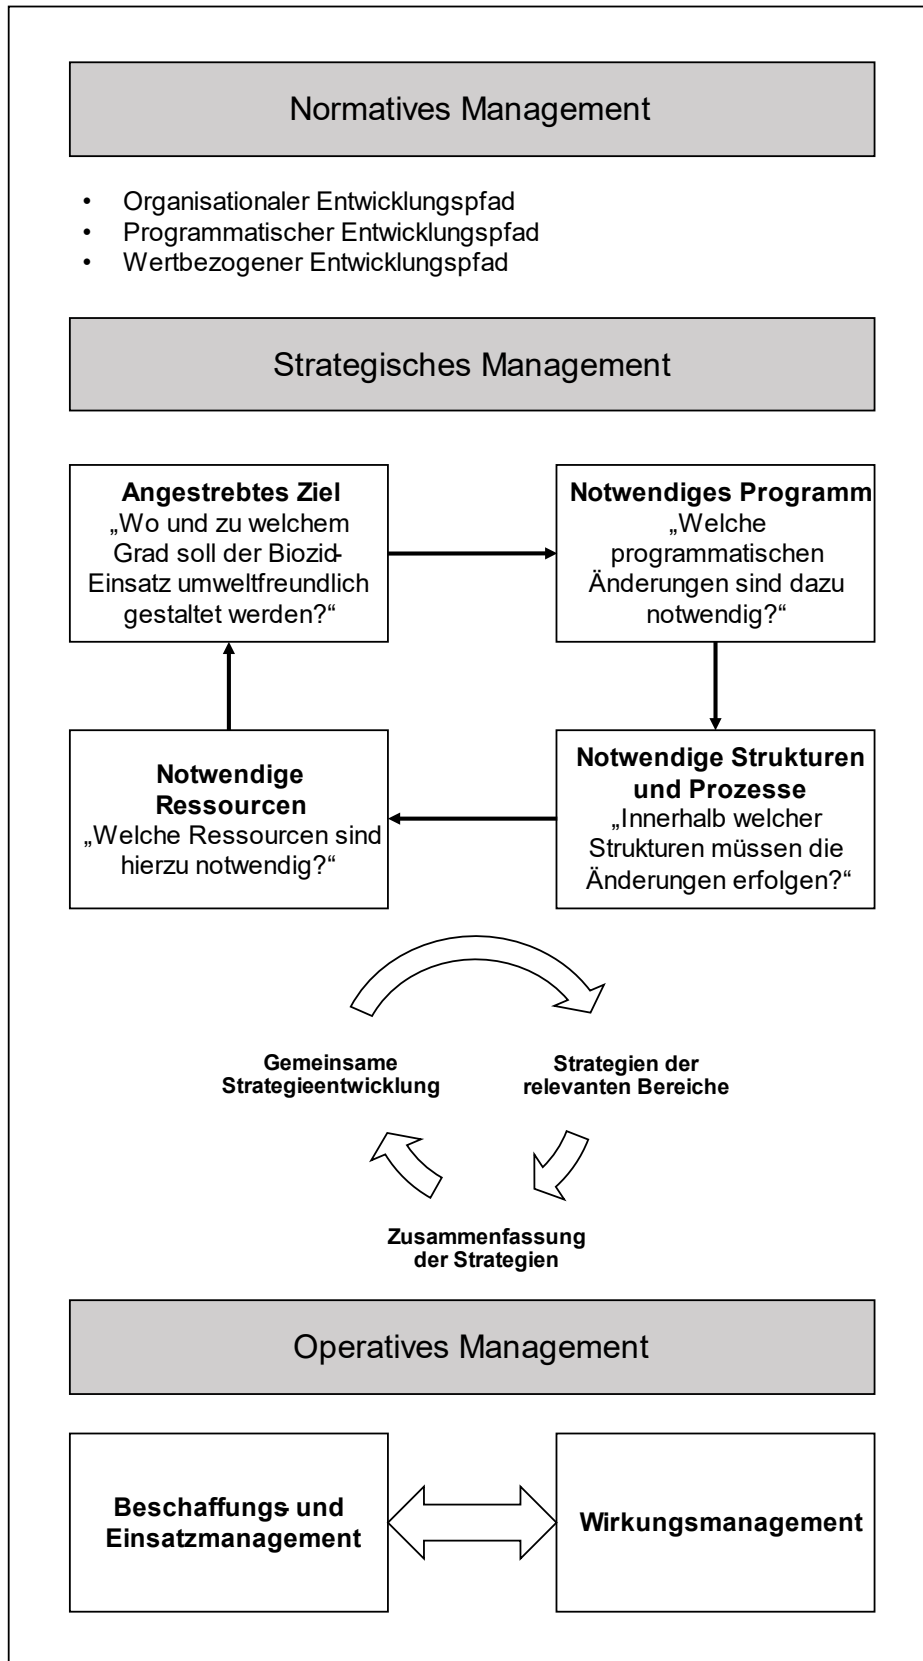 Normatives Management
• Organisationaler Entwicklungspfad
• Programmatischer Entwicklungspfad
• Wertbezogener Entwicklungspfad
Strategisches Management
Angestrebtes Ziel
„Wo und zu welchem
Grad soll der Biozid-
Einsatz umweltfreundlich
gestaltet werden?“
Notwendiges Programm
„Welche
programmatischen
Änderungen sind dazu
notwendig?“
Notwendige
Ressourcen
„Welche Ressourcen sind
hierzu notwendig?“
Notwendige Strukturen
und Prozesse
„Innerhalb welcher
Strukturen müssen die
Änderungen erfolgen?“
Gemeinsame
Strategieentwicklung
Strategien der
relevanten Bereiche
Zusammenfassung
der Strategien
Operatives Management
Beschaffungs- und
Einsatzmanagement
Wirkungsmanagement